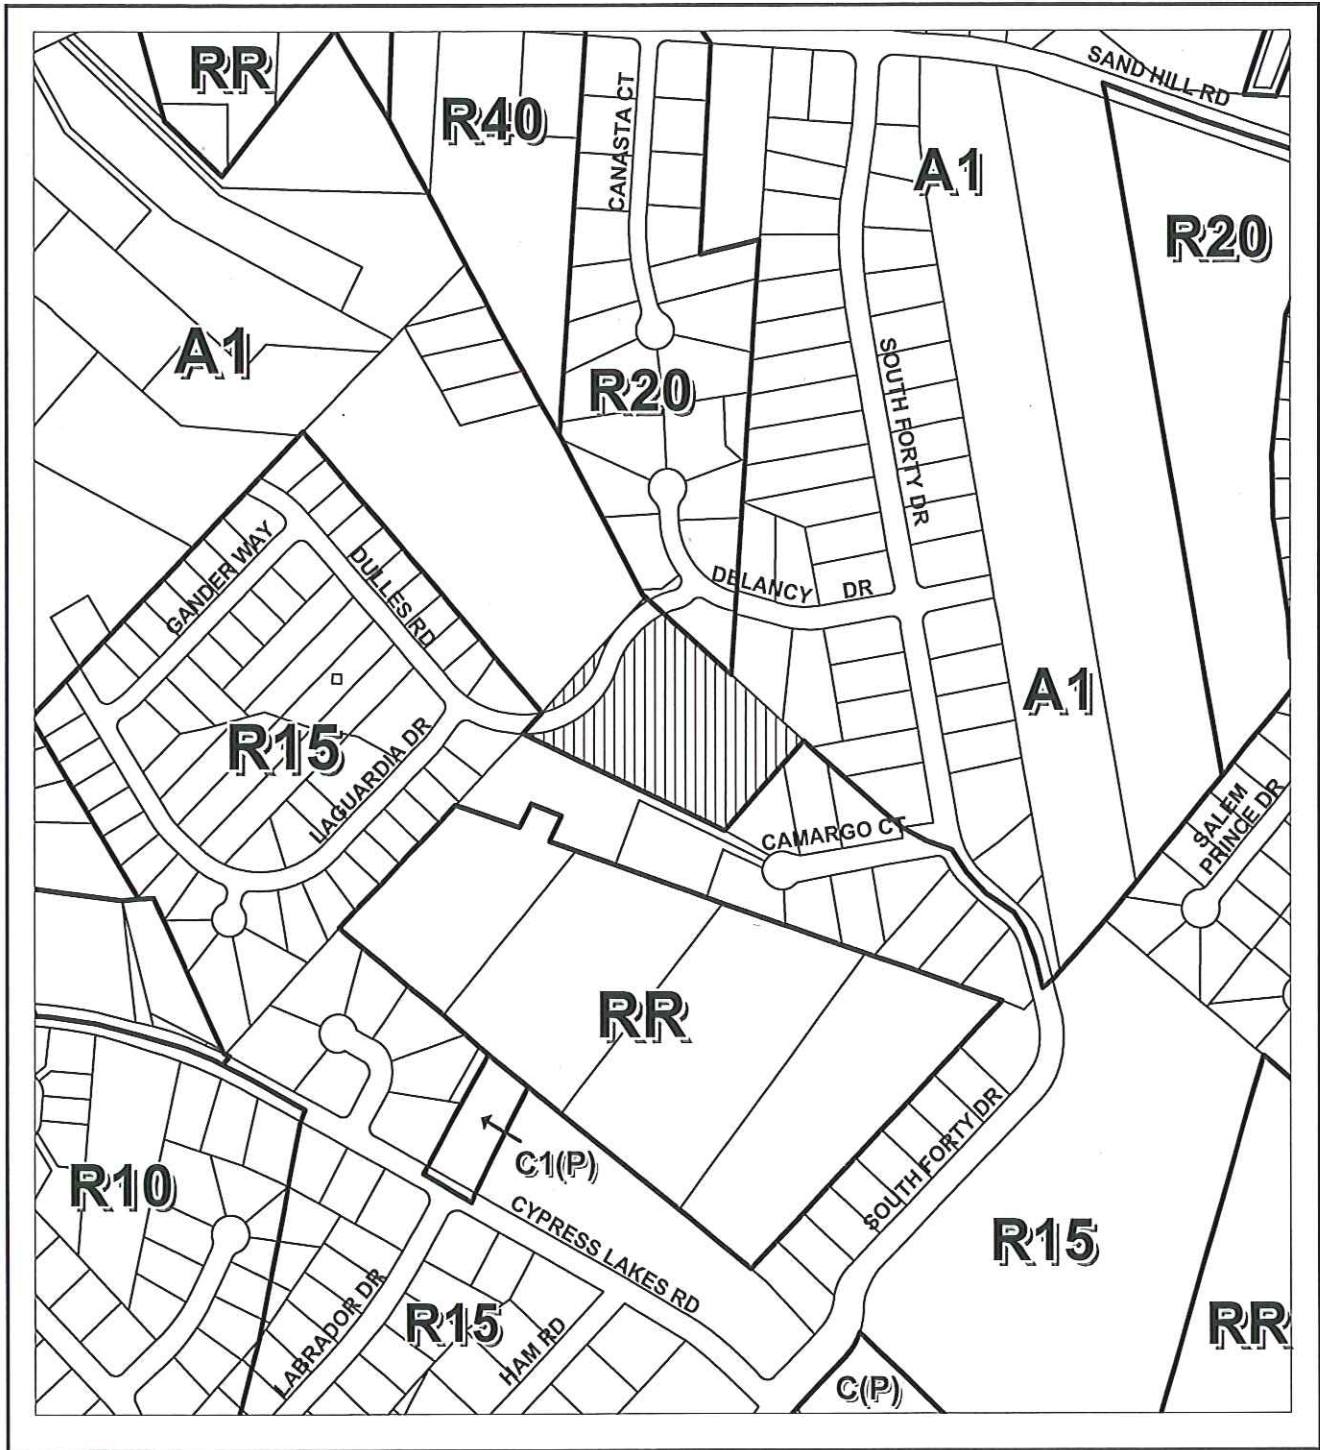 RR
R40
CANASTA CT
SAND HILL RD
A1
R20
A1
R20
SOUTH FORTY DR
GANDER WAY
DULLES RD
DELANCY DR
A1
R15
LAGUARDIA DR
CAMARGO CT
SALEM
PRINCE DR
RR
C1(P)
SOUTH FORTY DR
R10
CYPRESS LAKES RD
R15
LABRADOR DR
R15
HAM RD
RR
C(P)